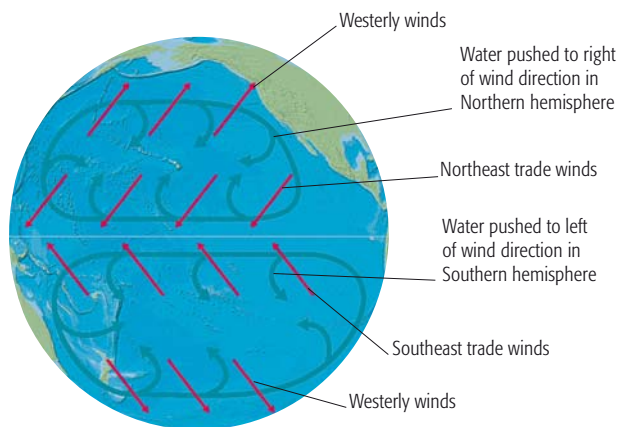 Westerly winds
Water pushed to right
of wind direction in
Northern hemisphere
Northeast trade winds
Water pushed to left
of wind direction in
Southern hemisphere
Southeast trade winds
Westerly winds